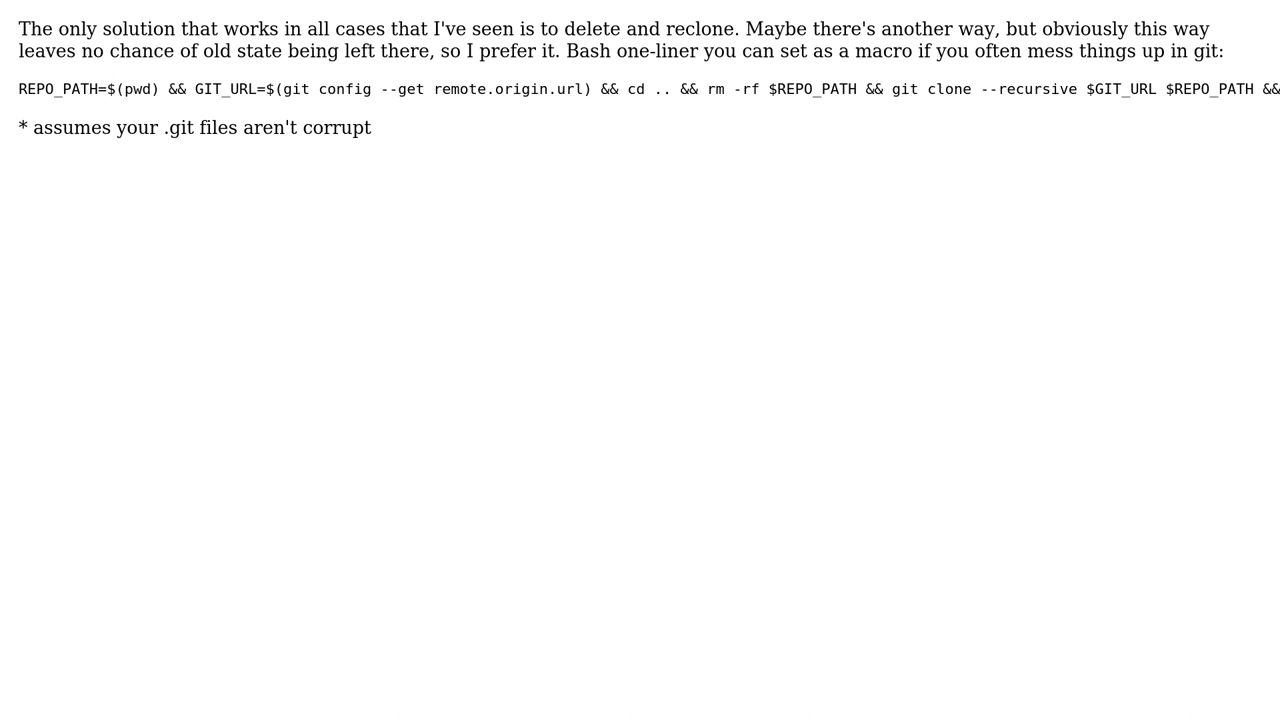 The only solution that works in all cases that I've seen is to delete and reclone. Maybe there's another way, but obviously this way
leaves no chance of old state being left there, so I prefer it. Bash one-liner you can set as a macro if you often mess things up in git:
REPO_PATH=$(pwd) && GIT_URL=$(git config --get remote.origin.url) && cd .. && rm -rf $REPO_PATH && git clone --recursive $GIT_URL $REPO_PATH &&
* assumes your .git files aren't corrupt